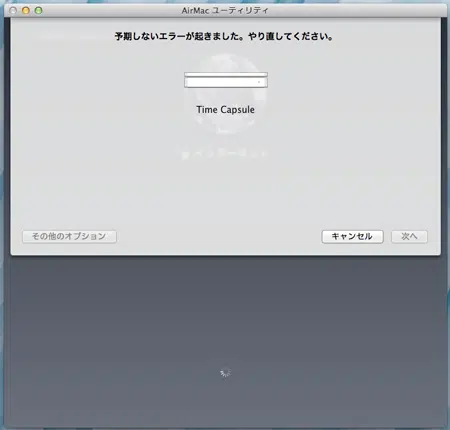 AirMac ユーティリティ
予期しないエラーが起きました。やり直してください。
Time Capsule
その他のオプション
キャンセル
次へ